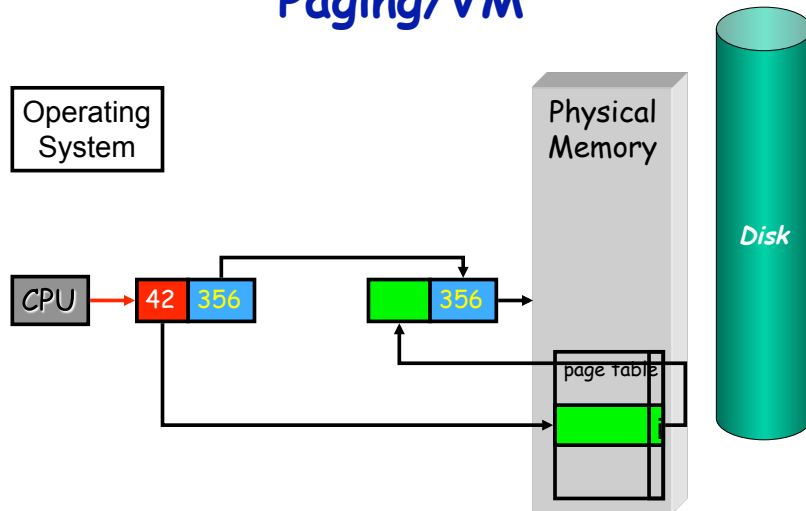 Paging/VM
Operating
System
Physical
Memory
Disk
CPU
42 356
356
page table
i